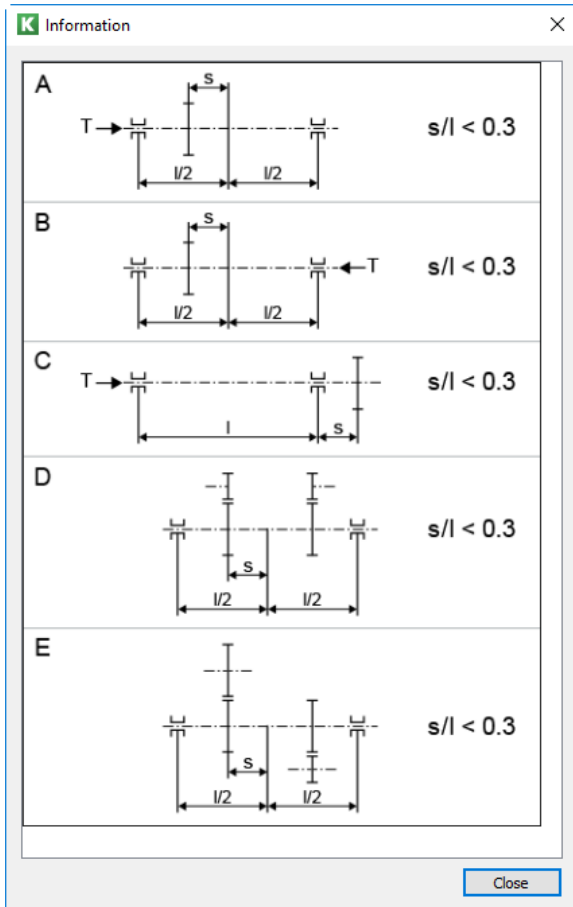 K Information
A
s
T
s/l < 0.3
l/2 l/2
B
s
T
s/l < 0.3
l/2 l/2
C
T
s/l < 0.3
l s
D
s/l < 0.3
s
l/2 l/2
E
s/l < 0.3
s
l/2 l/2
Close